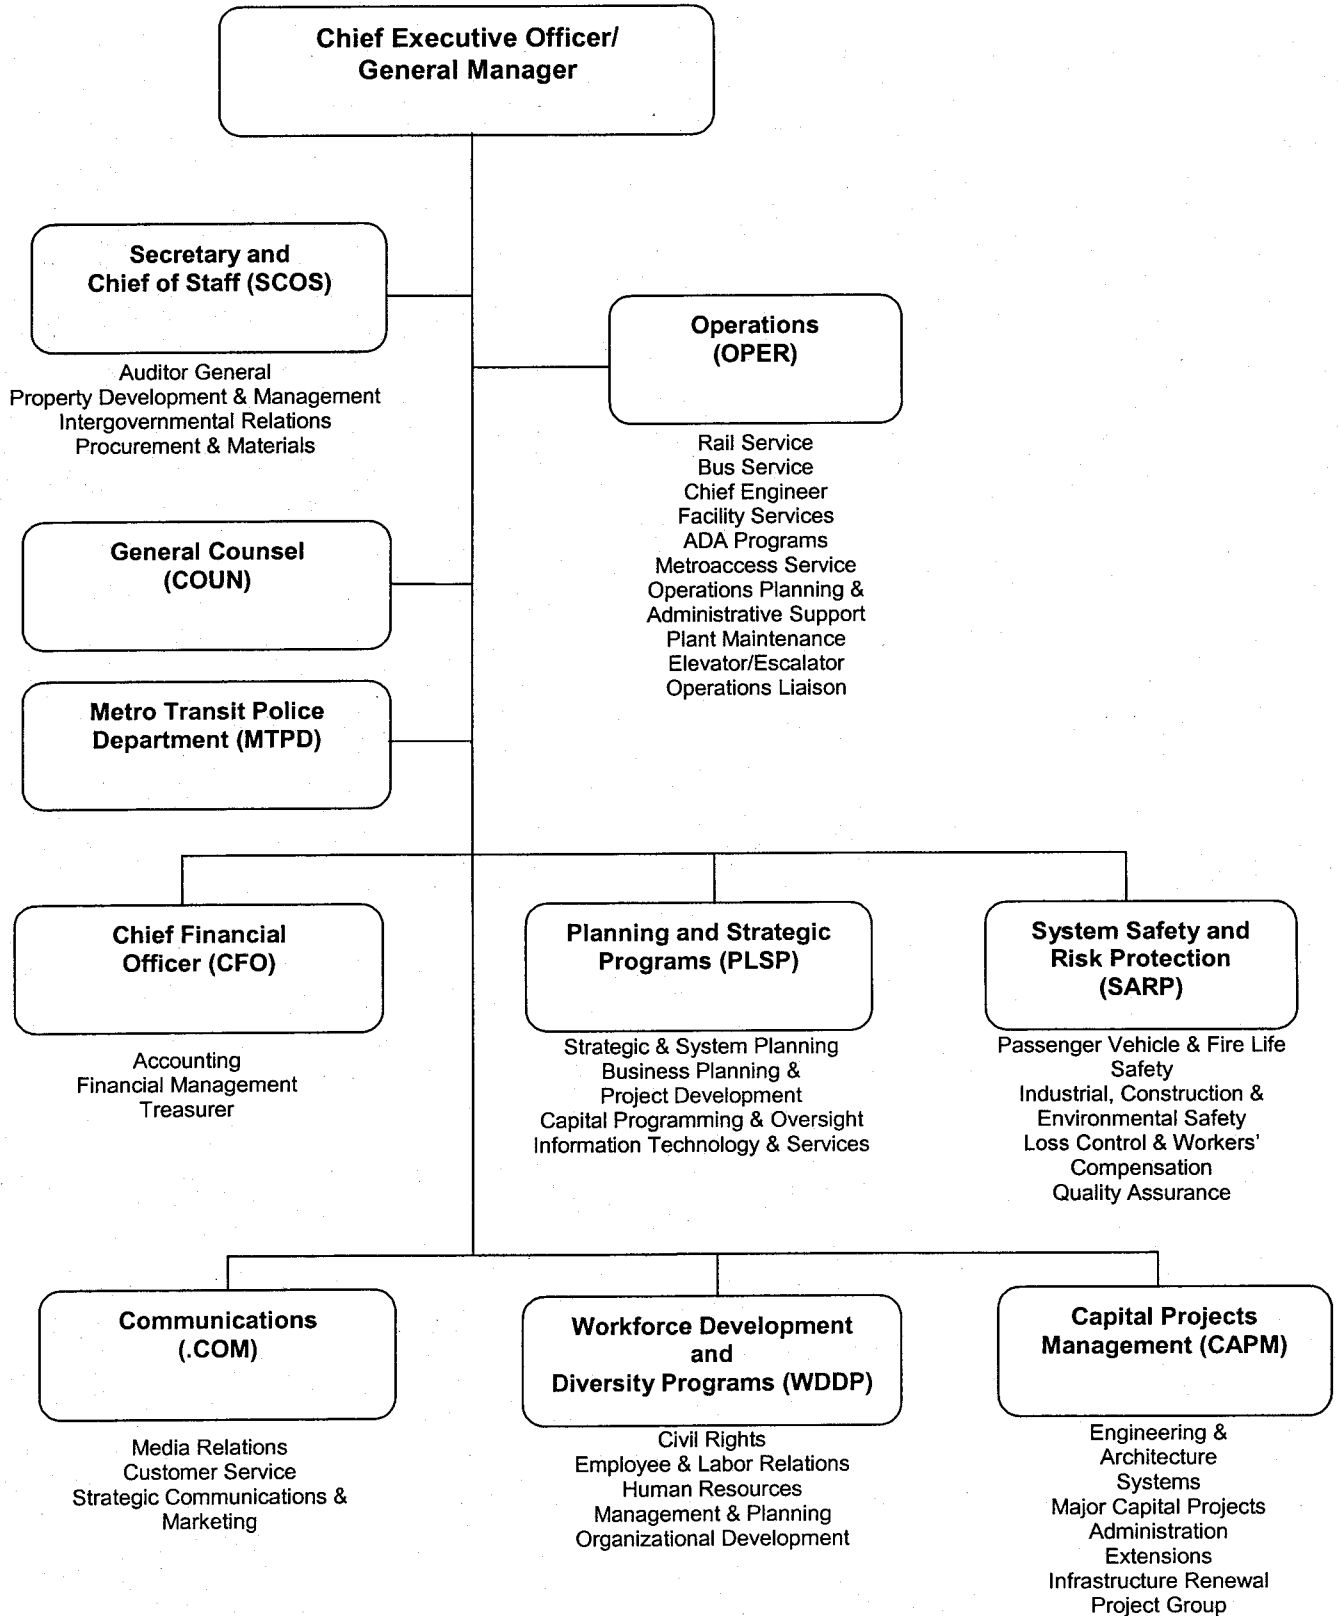 Chief Executive Officer/
General Manager
Secretary and
Chief of Staff (SCOS)
Auditor General
Property Development & Management
Intergovernmental Relations
Procurement & Materials
Operations
(OPER)
Rail Service
Bus Service
Chief Engineer
Facility Services
ADA Programs
Metroaccess Service
Operations Planning &
Administrative Support
Plant Maintenance
Elevator/Escalator
Operations Liaison
General Counsel
(COUN)
Metro Transit Police
Department (MTPD)
Chief Financial
Officer (CFO)
Accounting
Financial Management
Treasurer
Planning and Strategic
Programs (PLSP)
Strategic & System Planning
Business Planning &
Project Development
Capital Programming & Oversight
Information Technology & Services
System Safety and
Risk Protection
(SARP)
Passenger Vehicle & Fire Life
Safety
Industrial, Construction &
Environmental Safety
Loss Control & Workers'
Compensation
Quality Assurance
Communications
(.COM)
Media Relations
Customer Service
Strategic Communications &
Marketing
Workforce Development
and
Diversity Programs (WDDP)
Civil Rights
Employee & Labor Relations
Human Resources
Management & Planning
Organizational Development
Capital Projects
Management (CAPM)
Engineering &
Architecture
Systems
Major Capital Projects
Administration
Extensions
Infrastructure Renewal
Project Group